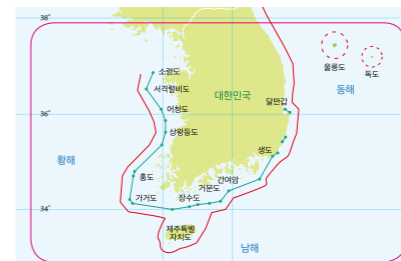 38°
울릉도
독도
소령도
동해
서격렬비도
대한민국
달만갑
36°
어청도
상왕등도
생도
황해
홍도
간여암
거문도
가거도
장수도
34°
제주특별
자치도
남해